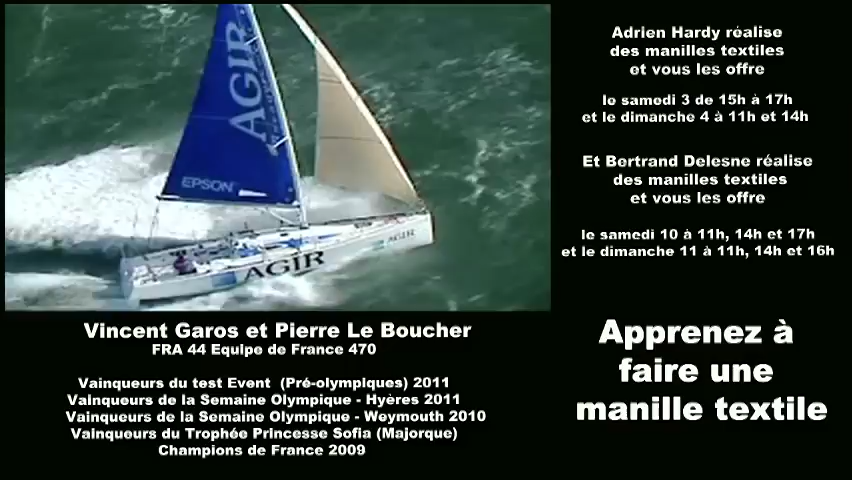 AGIR
EPSON
AGIR
AGIR
Vincent Garos et Pierre Le Boucher
FRA 44 Equipe de France 470
Vainqueurs du test Event (Pré-olympiques) 2011
Vainqueurs de la Semaine Olympique - Hyères 2011
Vainqueurs de la Semaine Olympique - Weymouth 2010
Vainqueurs du Trophée Princesse Sofia (Majorque)
Champions de France 2009
Adrien Hardy réalise
des manilles textiles
et vous les offre
le samedi 3 de 15h à 17h
et le dimanche 4 à 11h et 14h
Et Bertrand Delesne réalise
des manilles textiles
et vous les offre
le samedi 10 à 11h, 14h et 17h
et le dimanche 11 à 11h, 14h et 16h
Apprenez à
faire une
manille textile